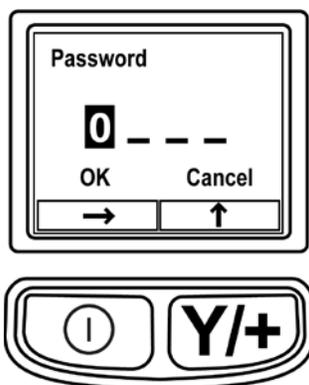 Password
0 _ _ _
OK Cancel
→ ↑
Y/+